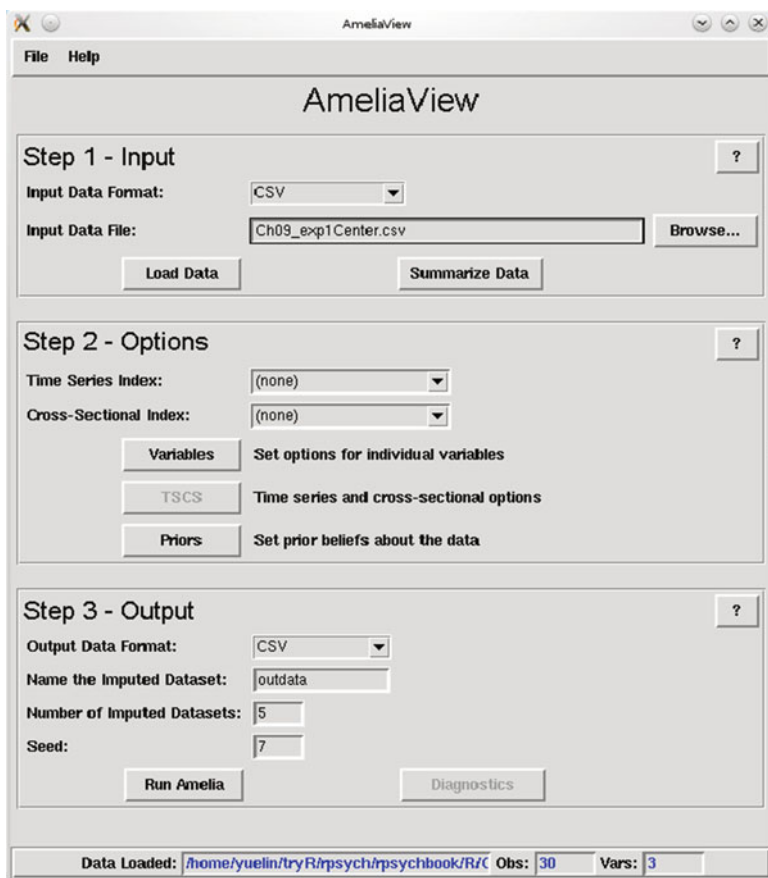 AmeliaView
File Help
AmeliaView
Step 1 - Input
?
Input Data Format: CSV
Input Data File: Ch09_exp1Center.csv Browse...
Load Data Summarize Data
Step 2 - Options
?
Time Series Index: (none)
Cross-Sectional Index: (none)
Variables Set options for individual variables
TSCS Time series and cross-sectional options
Priors Set prior beliefs about the data
Step 3 - Output
?
Output Data Format: CSV
Name the Imputed Dataset: outdata
Number of Imputed Datasets: 5
Seed: 7
Run Amelia Diagnostics
Data Loaded: /home/yuelin/tryR/rpsych/rpsychbook/R/ Obs: 30 Vars: 3